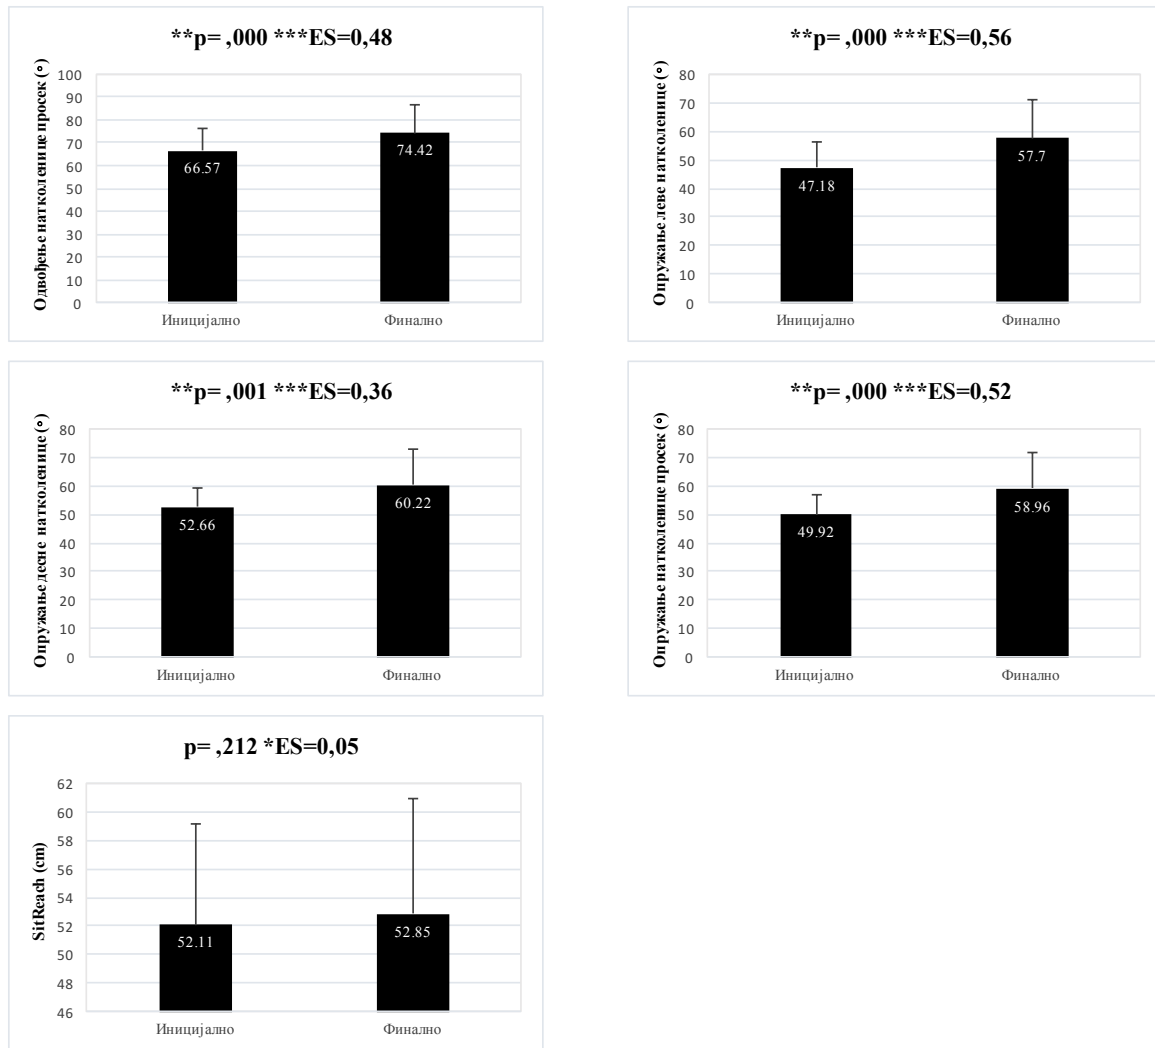 **p= ,000 ***ES=0,48
Одвођење натколенице просек (°)
100
90
80
70
60
50
40
30
20
10
0
66.57
74.42
Иницијално
Финално
**p= ,000 ***ES=0,56
Опружање леве натколенице (°)
80
70
60
50
40
30
20
10
0
47.18
57.7
Иницијално
Финално
**p= ,001 ***ES=0,36
Опружање десне натколенице (°)
80
70
60
50
40
30
20
10
0
52.66
60.22
Иницијално
Финално
**p= ,000 ***ES=0,52
Опружање натколенице просек (°)
80
70
60
50
40
30
20
10
0
49.92
58.96
Иницијално
Финално
p= ,212 *ES=0,05
SitReach (cm)
62
60
58
56
54
52
50
48
46
52.11
52.85
Иницијално
Финално